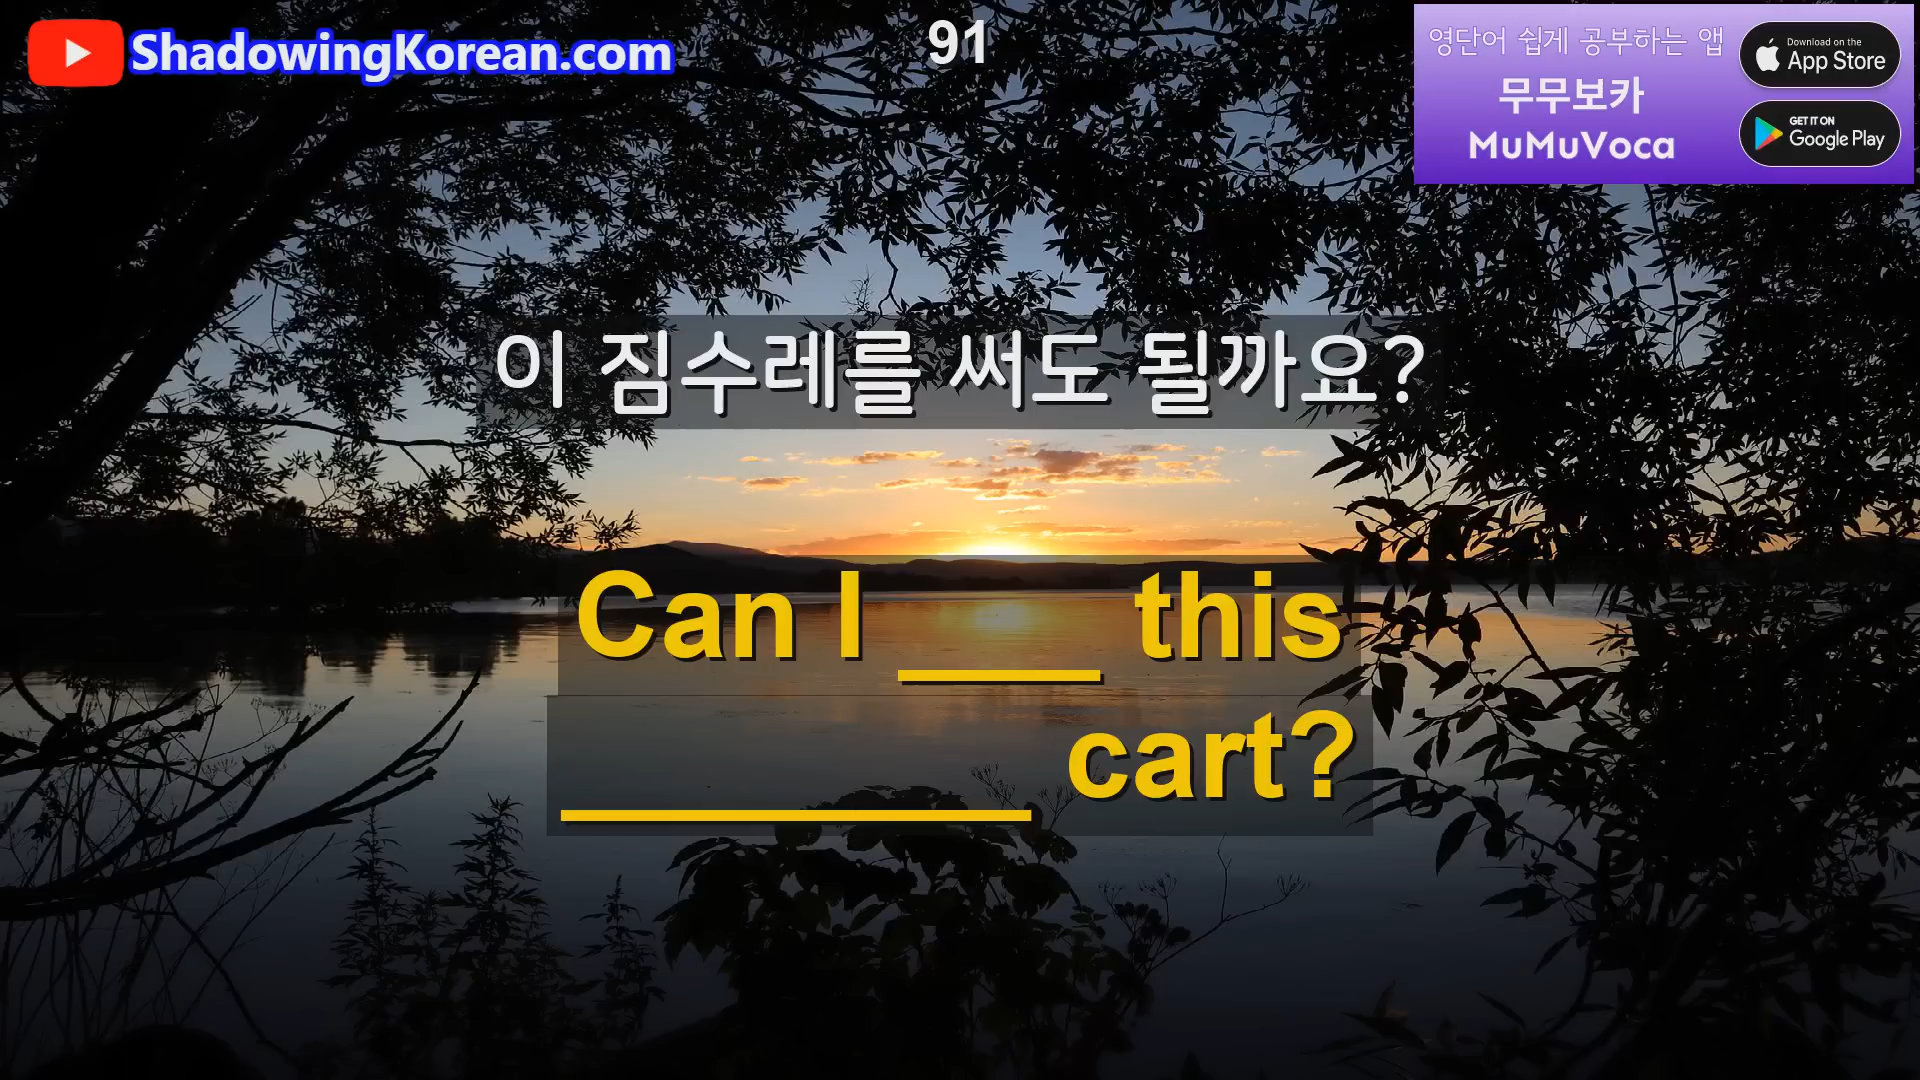 ShadowingKorean.com
91
영단어 쉽게 공부하는 앱
무무보카
MuMuVoca
Download on the
App Store
GET IT ON
Google Play
이 짐수레를 써도 될까요?
Can I ___ this
_______ cart?